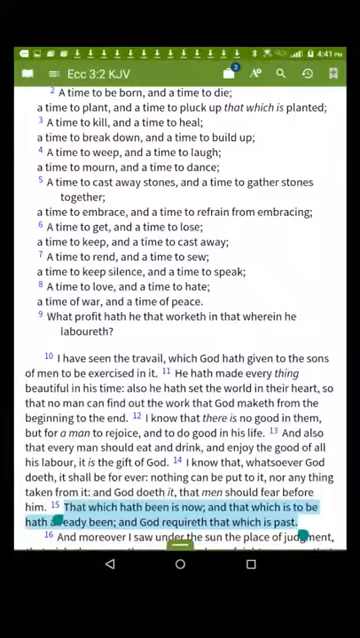 3
4:41 PM
Ecc 3:2 KJV
2 A time to be born, and a time to die;
a time to plant, and a time to pluck up that which is planted;
3 A time to kill, and a time to heal;
a time to break down, and a time to build up;
4 A time to weep, and a time to laugh;
a time to mourn, and a time to dance;
5 A time to cast away stones, and a time to gather stones
together;
a time to embrace, and a time to refrain from embracing;
6 A time to get, and a time to lose;
a time to keep, and a time to cast away;
7 A time to rend, and a time to sew;
a time to keep silence, and a time to speak;
8 A time to love, and a time to hate;
a time of war, and a time of peace.
9 What profit hath he that worketh in that wherein he
laboureth?
10 I have seen the travail, which God hath given to the sons
of men to be exercised in it. 11 He hath made every thing
beautiful in his time: also he hath set the world in their heart, so
that no man can find out the work that God maketh from the
beginning to the end. 12 I know that there is no good in them,
but for a man to rejoice, and to do good in his life. 13 And also
that every man should eat and drink, and enjoy the good of all
his labour, it is the gift of God. 14 I know that, whatsoever God
doeth, it shall be for ever: nothing can be put to it, nor any thing
taken from it: and God doeth it, that men should fear before
him. 15 That which hath been is now; and that which is to be
hath already been; and God requireth that which is past.
16 And moreover I saw under the sun the place of judgment,